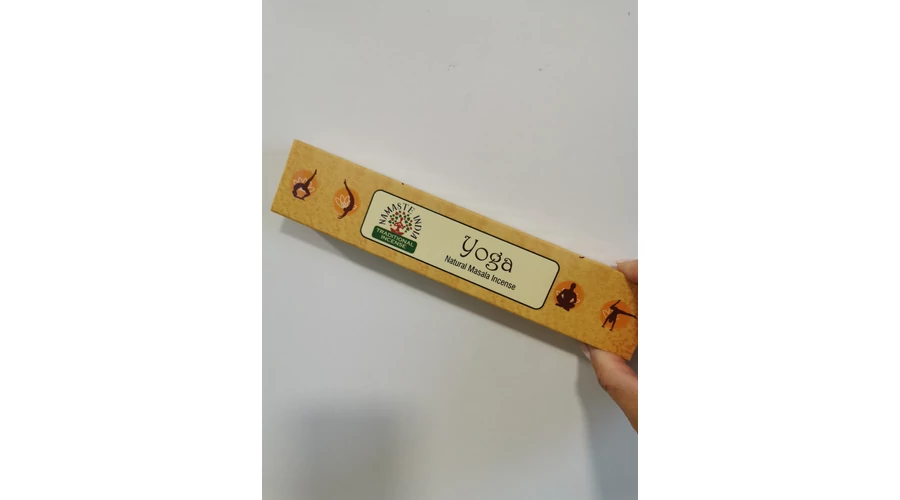 NAMASTE INDIA
TRADITIONAL
INCENSE
Yoga
Natural Masala Incense